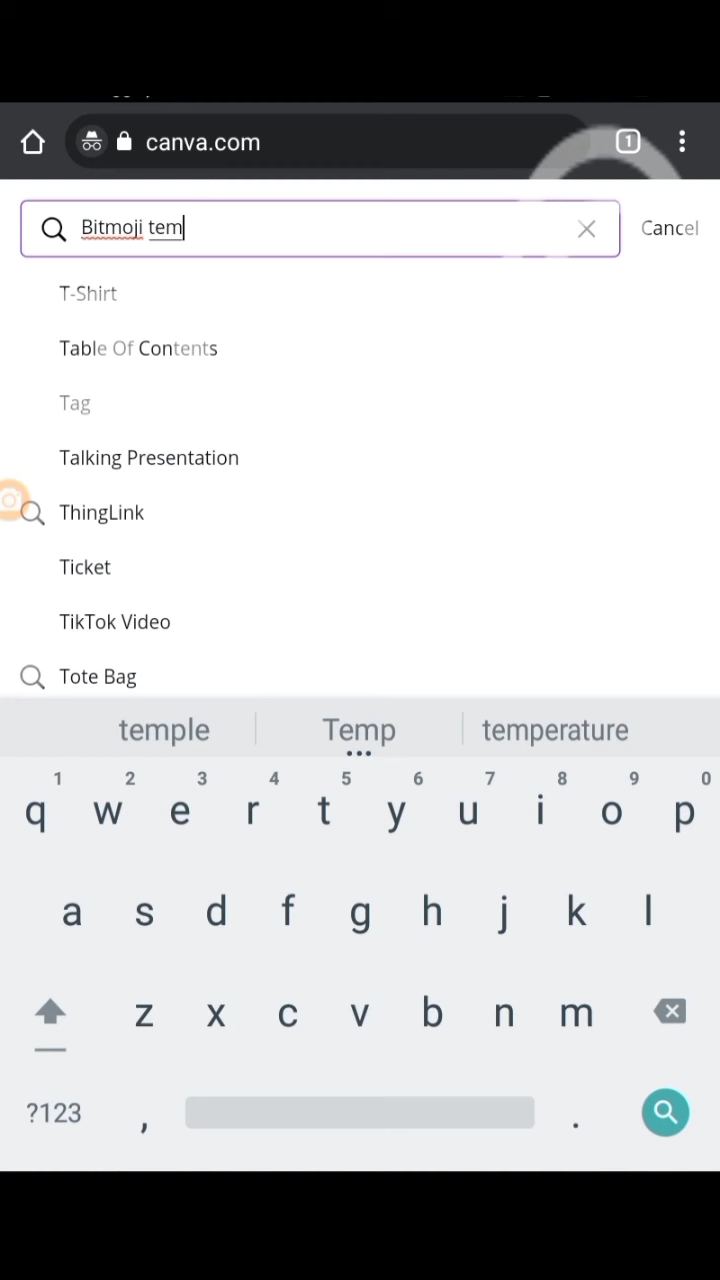 1
canva.com
Bitmoji tem
Cancel
T-Shirt
Table Of Contents
Tag
Talking Presentation
ThingLink
Ticket
TikTok Video
Tote Bag
temple Temp temperature
1 2 3 4 5 6 7 8 9 0
q w e r t y u i o p
a s d f g h j k l
z x c v b n m
?123 , .